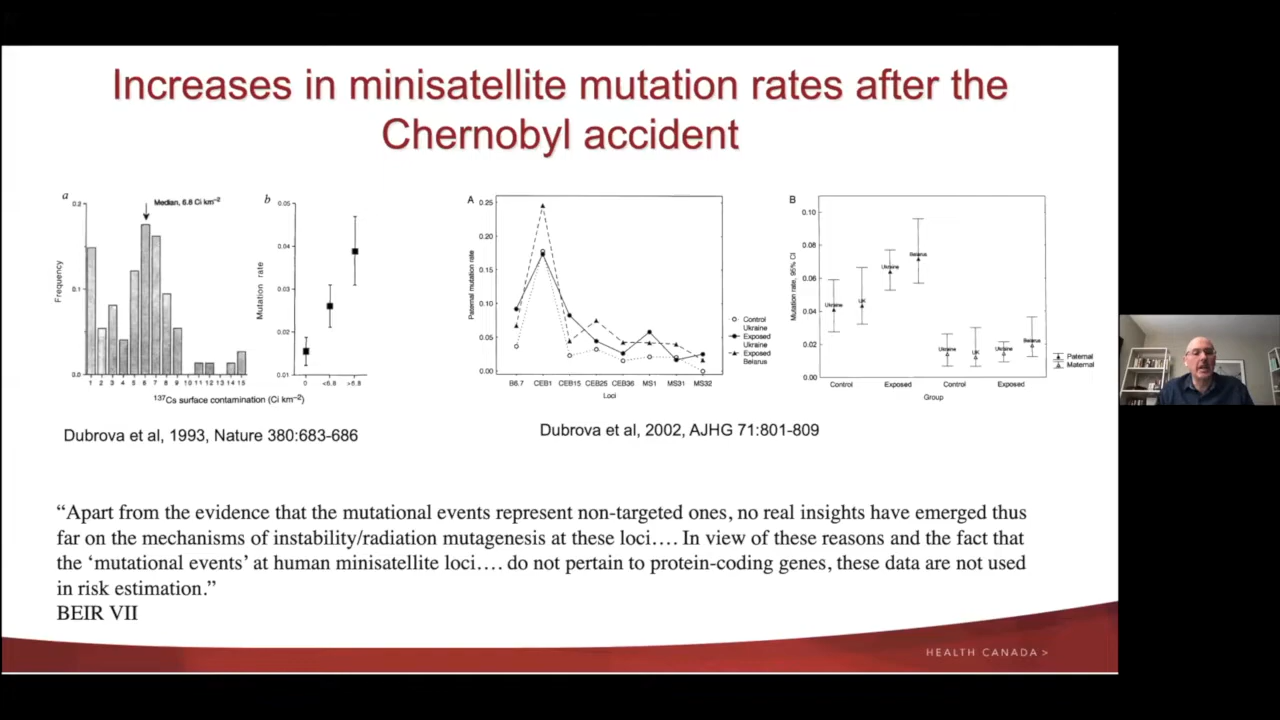 Increases in minisatellite mutation rates after the
Chernobyl accident
a
Median, 6.8 Ci km⁻²
0.2
0.1
0.0
Frequency
1 2 3 4 5 6 7 8 9 10 11 12 13 14 15
b
0.05
0.04
0.03
0.02
0.01
Mutation rate
0 <6.8 >6.8
¹³⁷Cs surface contamination (Ci km⁻²)
Dubrova et al, 1993, Nature 380:683-686
A
0.25
0.20
0.15
0.10
0.05
0.00
Paternal mutation rate
B6.7 CEB1 CEB15 CEB25 CEB36 MS1 MS31 MS32
Loci
Control
Ukraine
Exposed
Ukraine
Exposed
Belarus
B
0.10
0.08
0.06
0.04
0.02
0.00
Mutation rate, 95% CI
Ukraine UK Ukraine Belarus Ukraine UK Ukraine Belarus
Control Exposed Control Exposed
Group
Paternal
Maternal
Dubrova et al, 2002, AJHG 71:801-809
“Apart from the evidence that the mutational events represent non-targeted ones, no real insights have emerged thus
far on the mechanisms of instability/radiation mutagenesis at these loci…. In view of these reasons and the fact that
the ‘mutational events’ at human minisatellite loci…. do not pertain to protein-coding genes, these data are not used
in risk estimation.”
BEIR VII
HEALTH CANADA >